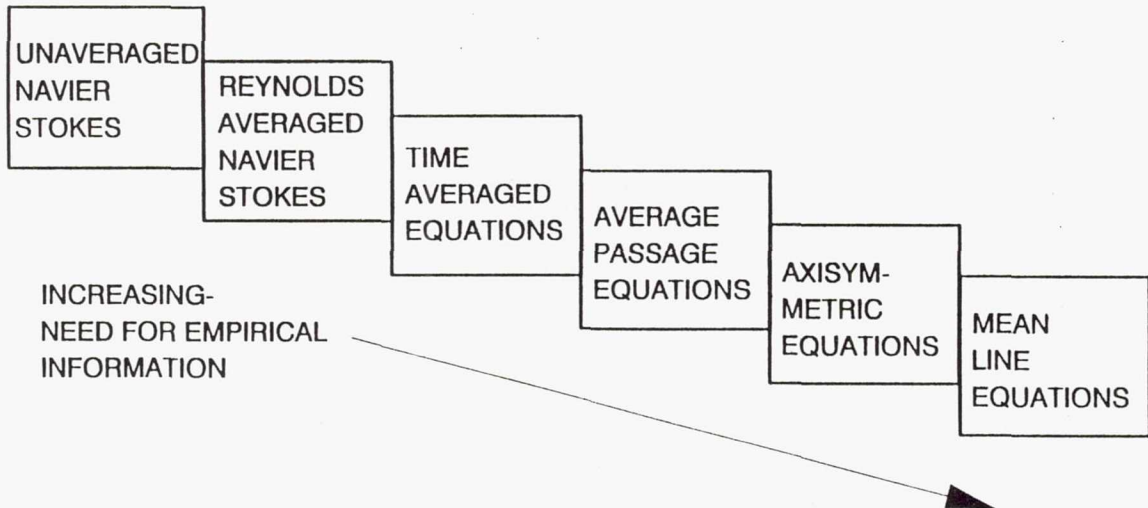 UNAVERAGED
NAVIER
STOKES
REYNOLDS
AVERAGED
NAVIER
STOKES
TIME
AVERAGED
EQUATIONS
AVERAGE
PASSAGE
EQUATIONS
AXISYM-
METRIC
EQUATIONS
MEAN
LINE
EQUATIONS
INCREASING-
NEED FOR EMPIRICAL
INFORMATION